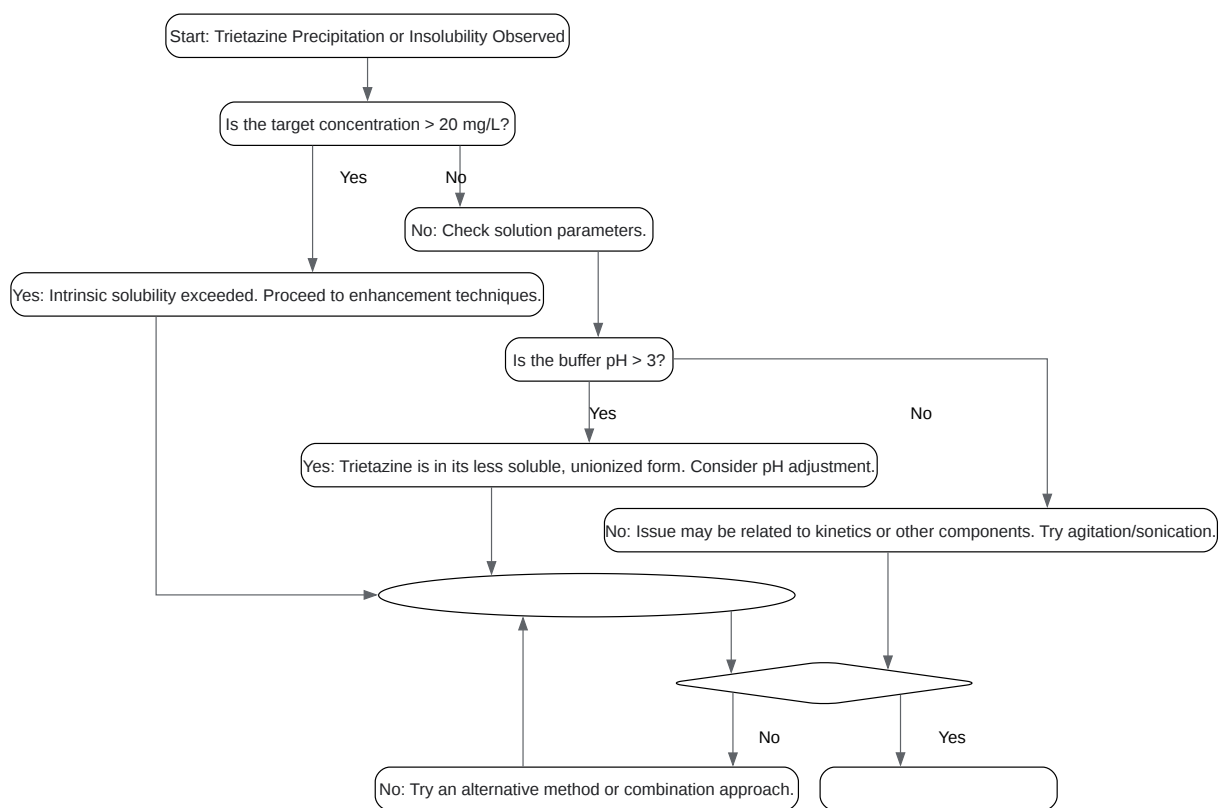 Start: Trietazine Precipitation or Insolubility Observed
Is the target concentration > 20 mg/L?
Yes
No
No: Check solution parameters.
Yes: Intrinsic solubility exceeded. Proceed to enhancement techniques.
Is the buffer pH > 3?
Yes
No
Yes: Trietazine is in its less soluble, unionized form. Consider pH adjustment.
No: Issue may be related to kinetics or other components. Try agitation/sonication.
No
Yes
No: Try an alternative method or combination approach.